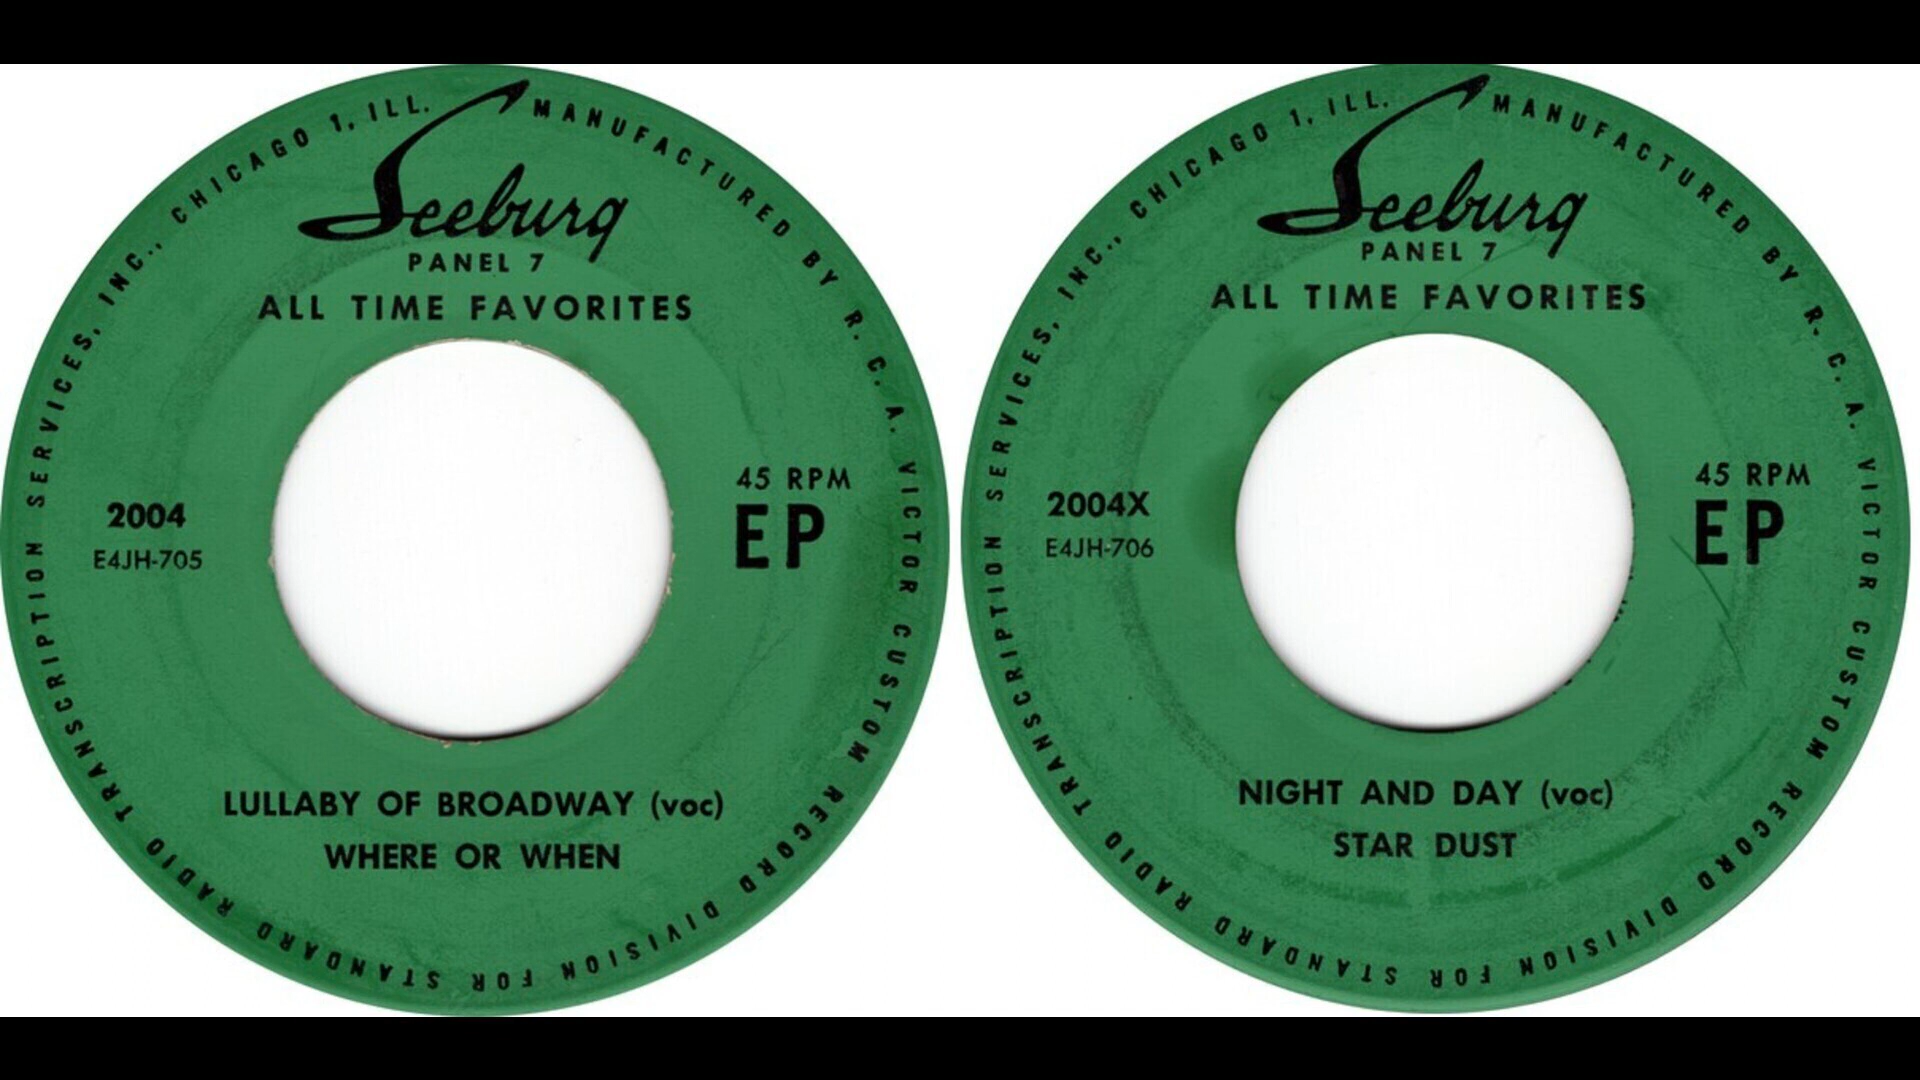 Seeburg
PANEL 7
ALL TIME FAVORITES
45 RPM
EP
2004
E4JH-705
LULLABY OF BROADWAY (voc)
WHERE OR WHEN
MANUFACTURED BY R. C. A. VICTOR CUSTOM RECORD DIVISION FOR STANDARD RADIO TRANSCRIPTION SERVICES, INC., CHICAGO 1, ILL.
Seeburg
PANEL 7
ALL TIME FAVORITES
45 RPM
EP
2004X
E4JH-706
NIGHT AND DAY (voc)
STAR DUST
MANUFACTURED BY R. C. A. VICTOR CUSTOM RECORD DIVISION FOR STANDARD RADIO TRANSCRIPTION SERVICES, INC., CHICAGO 1, ILL.